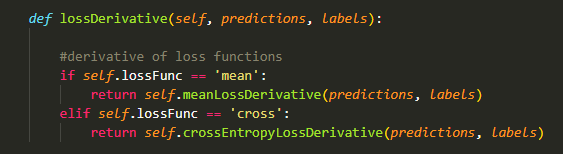 def lossDerivative(self, predictions, labels):
#derivative of loss functions
if self.lossFunc == 'mean':
return self.meanLossDerivative(predictions, labels)
elif self.lossFunc == 'cross':
return self.crossEntropyLossDerivative(predictions, labels)